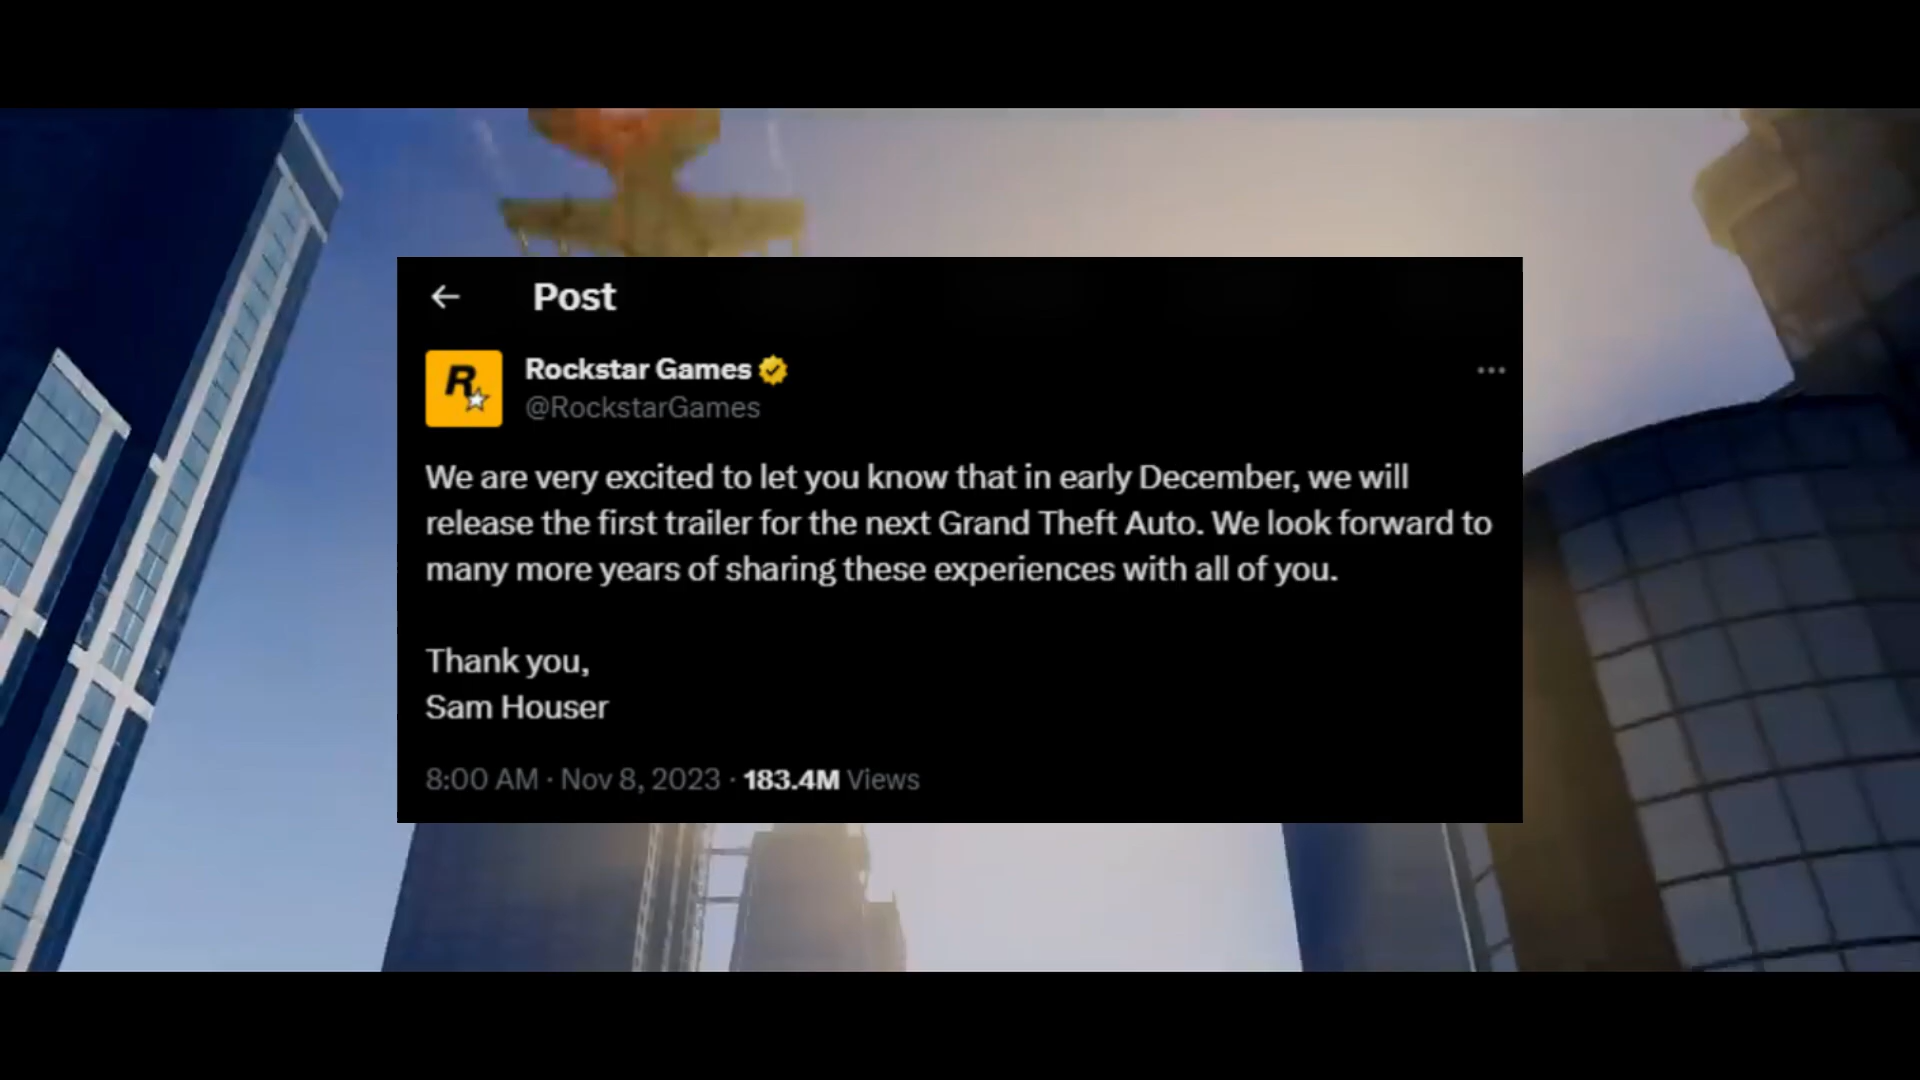 Post
R
Rockstar Games
@RockstarGames
We are very excited to let you know that in early December, we will
release the first trailer for the next Grand Theft Auto. We look forward to
many more years of sharing these experiences with all of you.
Thank you,
Sam Houser
8:00 AM · Nov 8, 2023 · 183.4M Views